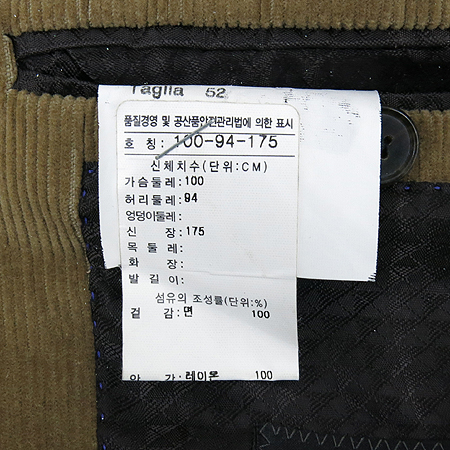 Taglia 52
품질경영 및 공산품안전관리법에 의한 표시
호 칭: 100-94-175
신체치수(단위:CM)
가슴둘레: 100
허리둘레: 94
엉덩이둘레:
신 장: 175
목 둘레:
화 장:
발 길이:
섬유의 조성률(단위:%)
겉 감: 면 100
안 감: 레이온 100